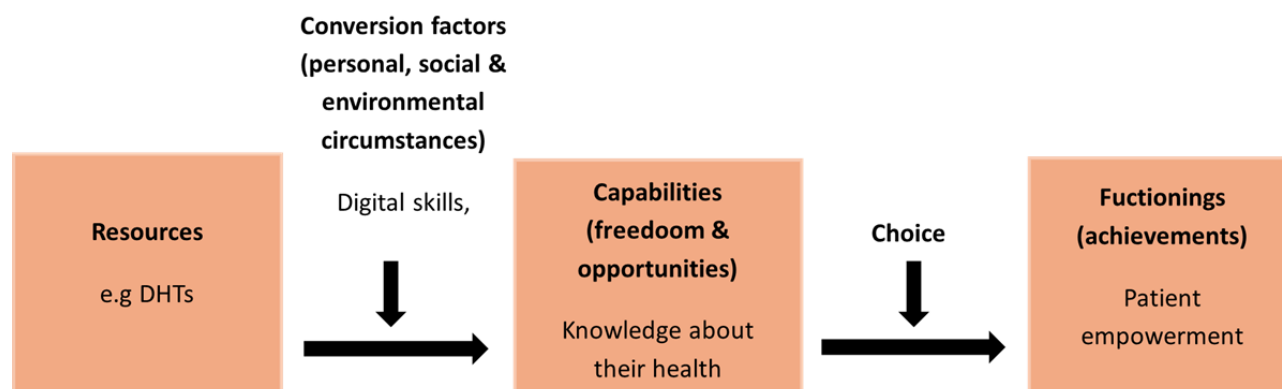 Conversion factors
(personal, social &
environmental
circumstances)
Digital skills,
Resources
e.g DHTs
Capabilities
(freedoom &
opportunities)
Knowledge about
their health
Choice
Fuctionings
(achievements)
Patient
empowerment